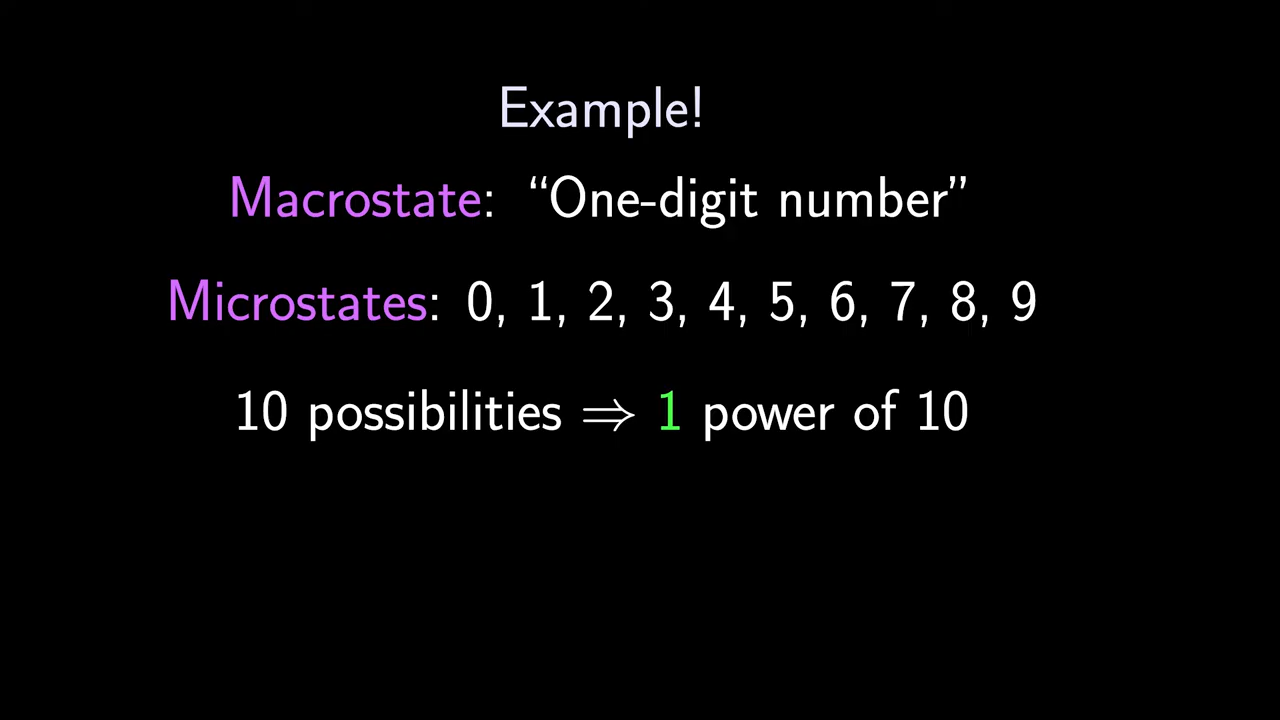 Example!
Macrostate: “One-digit number”
Microstates: 0, 1, 2, 3, 4, 5, 6, 7, 8, 9
10 possibilities ⇒ 1 power of 10